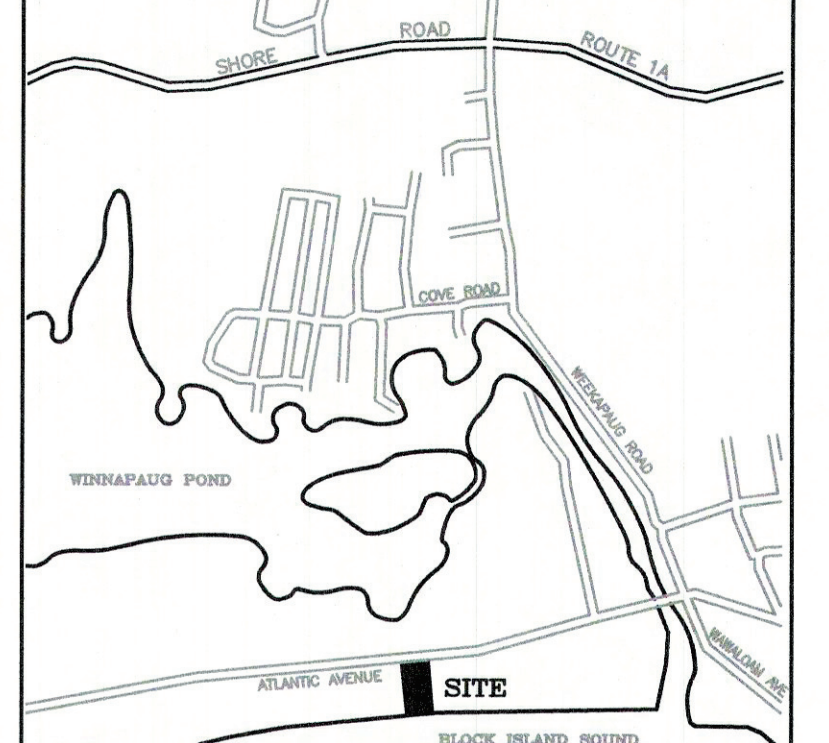 SHORE ROAD ROUTE 1A
COVE ROAD
WEEKAPAUG ROAD
WINNAPAUG POND
WAWALOAM AVE
ATLANTIC AVENUE
SITE
BLOCK ISLAND SOUND